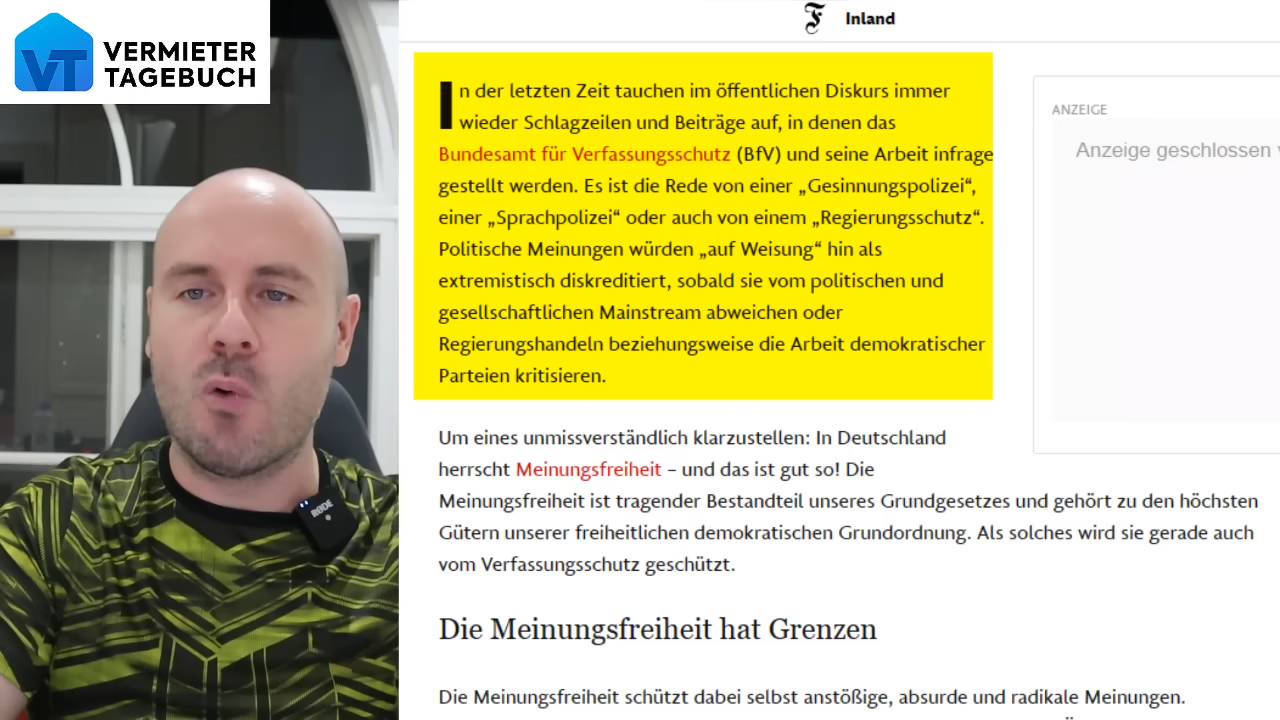 VERMIETER
TAGEBUCH
VT
F Inland
In der letzten Zeit tauchen im öffentlichen Diskurs immer
wieder Schlagzeilen und Beiträge auf, in denen das
Bundesamt für Verfassungsschutz (BfV) und seine Arbeit infrage
gestellt werden. Es ist die Rede von einer „Gesinnungspolizei“,
einer „Sprachpolizei“ oder auch von einem „Regierungsschutz“.
Politische Meinungen würden „auf Weisung“ hin als
extremistisch diskreditiert, sobald sie vom politischen und
gesellschaftlichen Mainstream abweichen oder
Regierungshandeln beziehungsweise die Arbeit demokratischer
Parteien kritisieren.
ANZEIGE
Anzeige geschlossen
Um eines unmissverständlich klarzustellen: In Deutschland
herrscht Meinungsfreiheit – und das ist gut so! Die
Meinungsfreiheit ist tragender Bestandteil unseres Grundgesetzes und gehört zu den höchsten
Gütern unserer freiheitlichen demokratischen Grundordnung. Als solches wird sie gerade auch
vom Verfassungsschutz geschützt.
Die Meinungsfreiheit hat Grenzen
Die Meinungsfreiheit schützt dabei selbst anstößige, absurde und radikale Meinungen.
RØDE